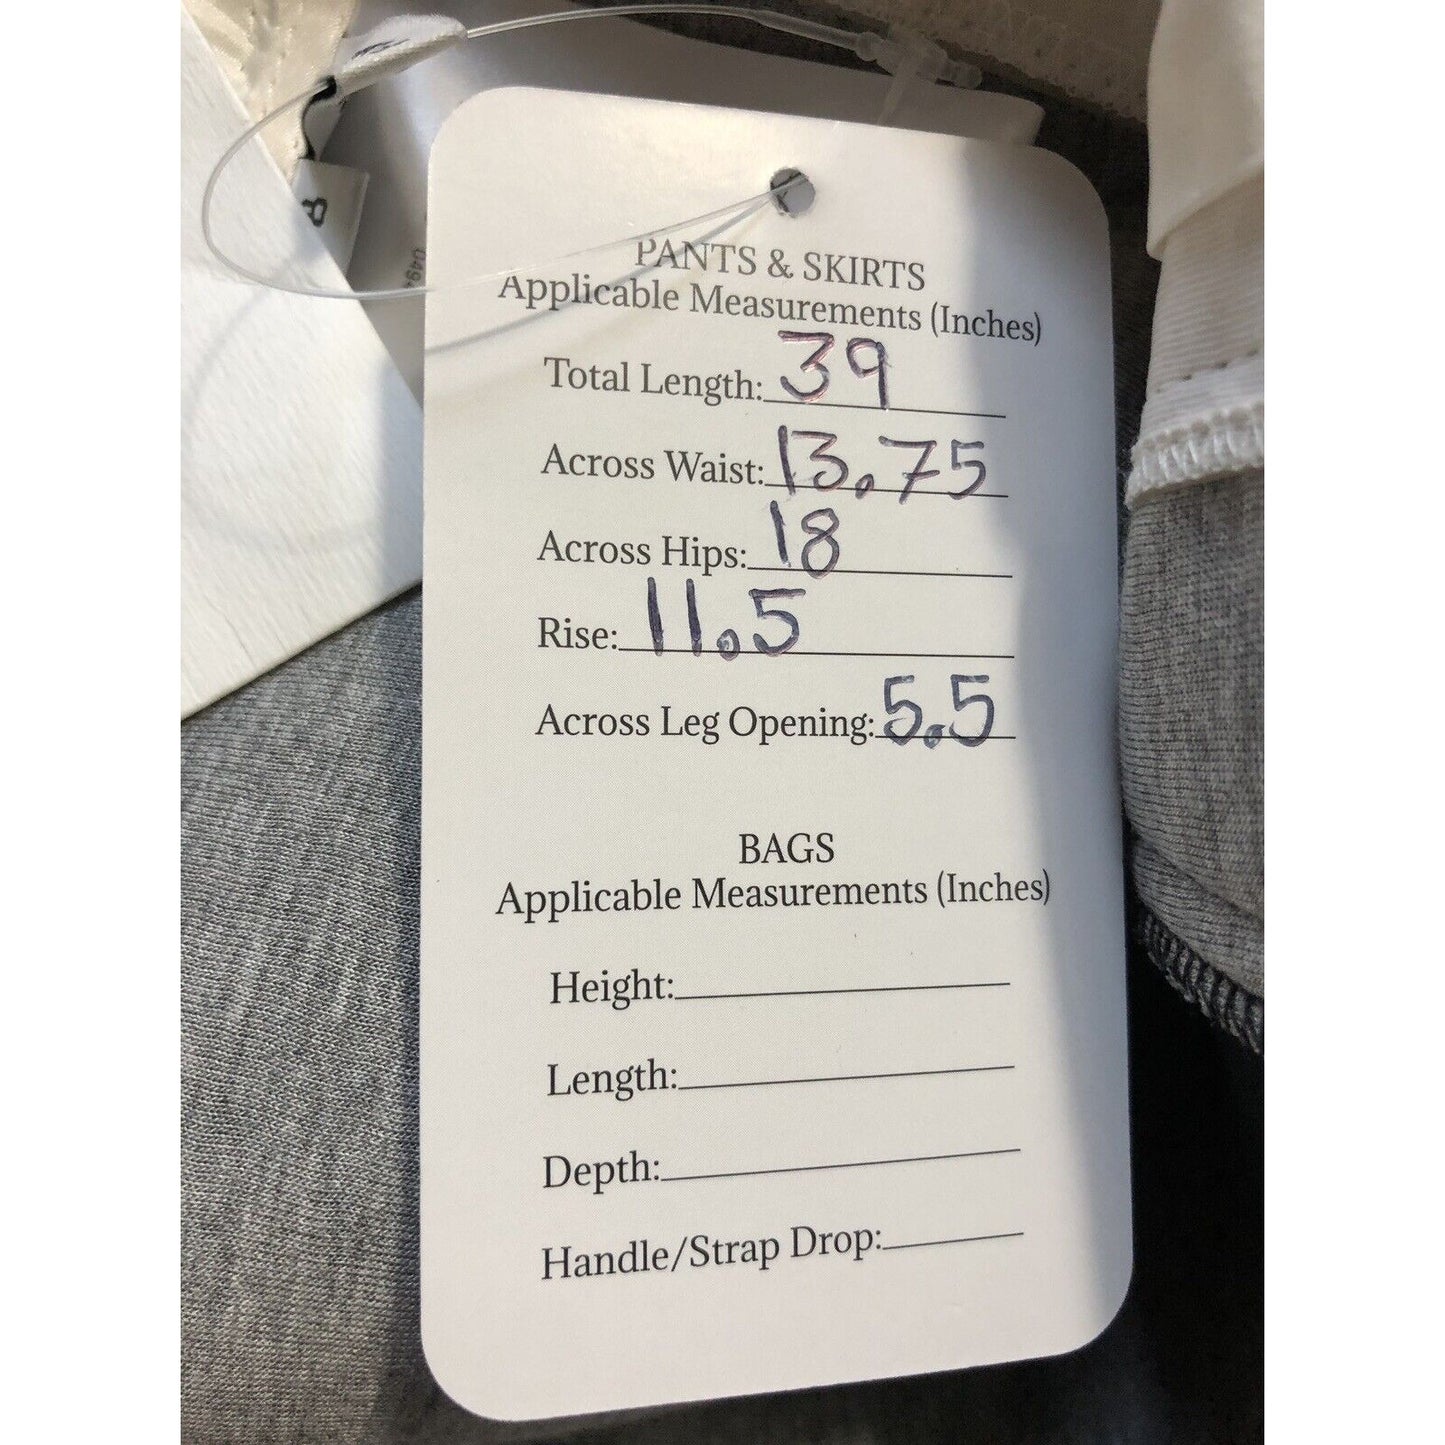 8
PANTS & SKIRTS
Applicable Measurements (Inches)
Total Length: 39
Across Waist: 13.75
Across Hips: 18
Rise: 11.5
Across Leg Opening: 5.5
BAGS
Applicable Measurements (Inches)
Height:
Length:
Depth:
Handle/Strap Drop: